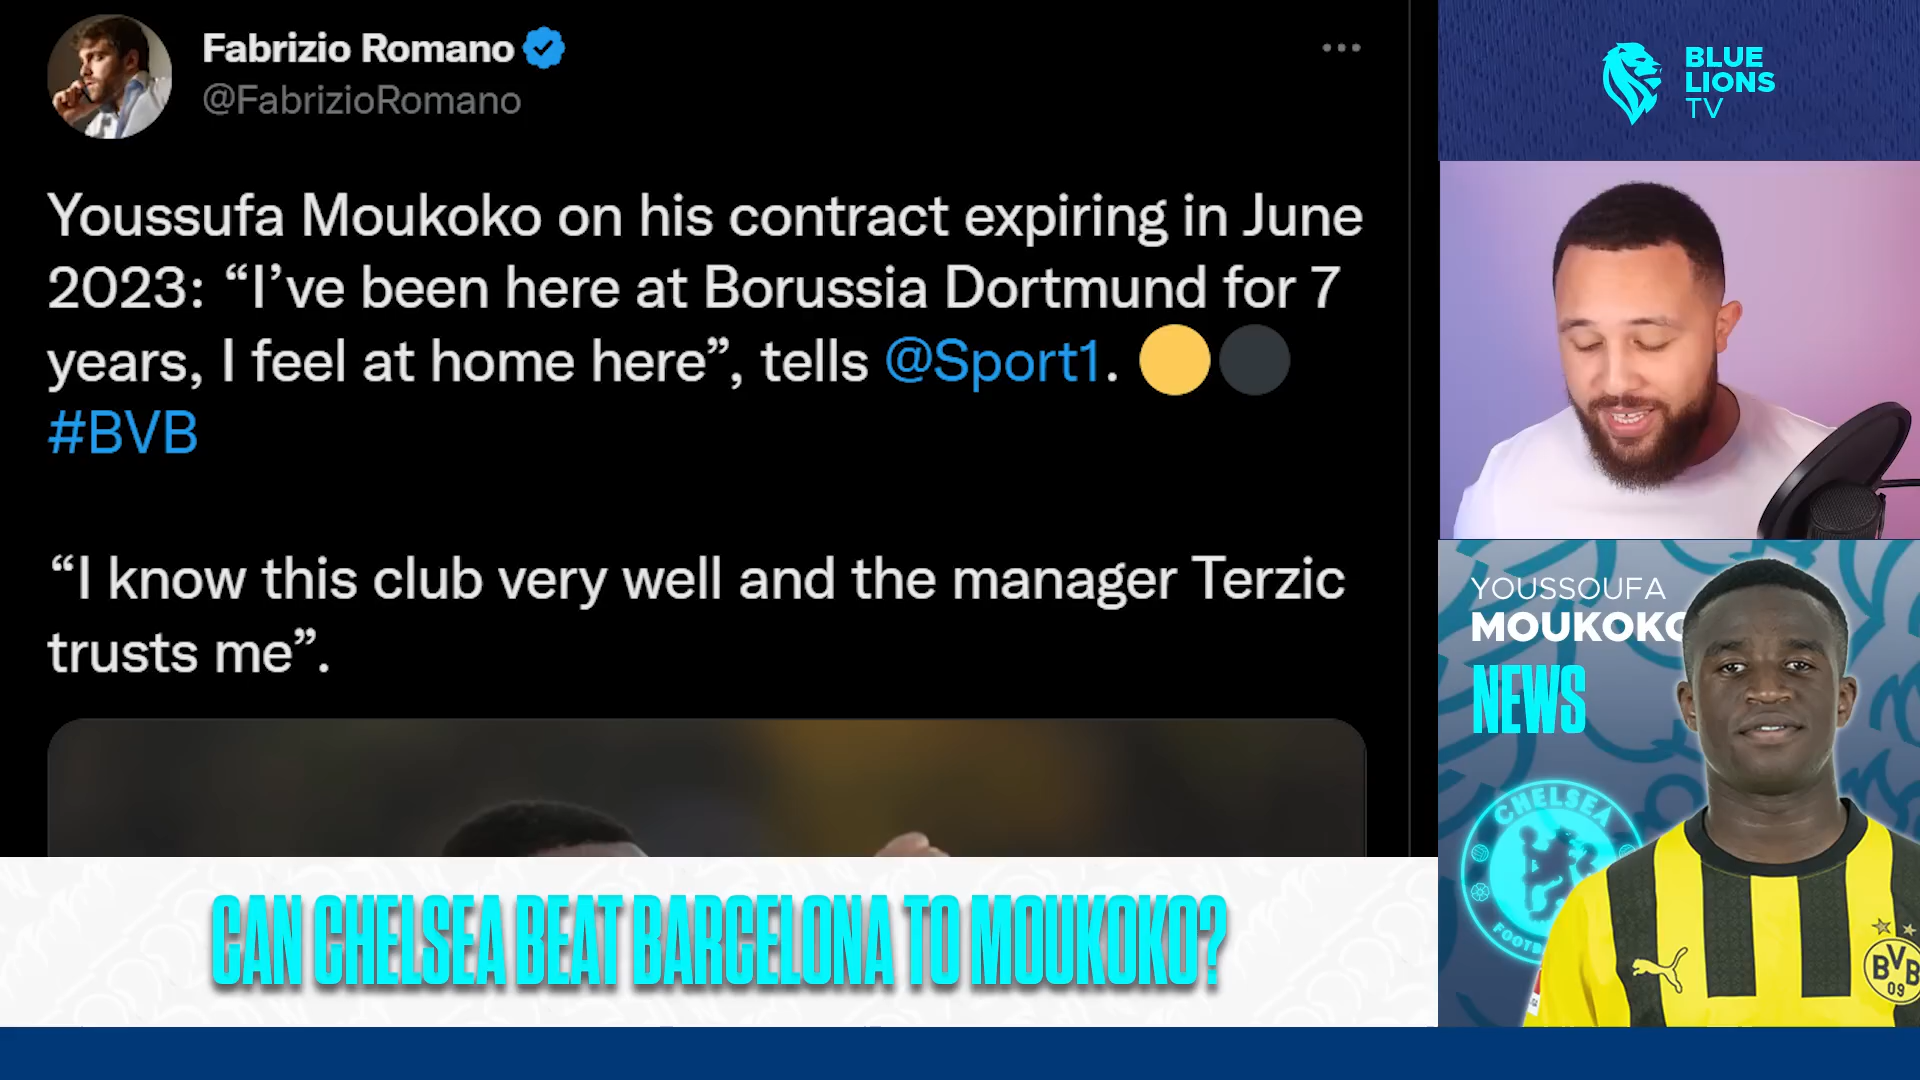 Fabrizio Romano
@FabrizioRomano
Youssufa Moukoko on his contract expiring in June
2023: “I’ve been here at Borussia Dortmund for 7
years, I feel at home here”, tells @Sport1.
#BVB
“I know this club very well and the manager Terzic
trusts me”.
CAN CHELSEA BEAT BARCELONA TO MOUKOKO?
BLUE
LIONS
TV
YOUSSOUFA
MOUKOKO
NEWS
CHELSEA
BVB
09